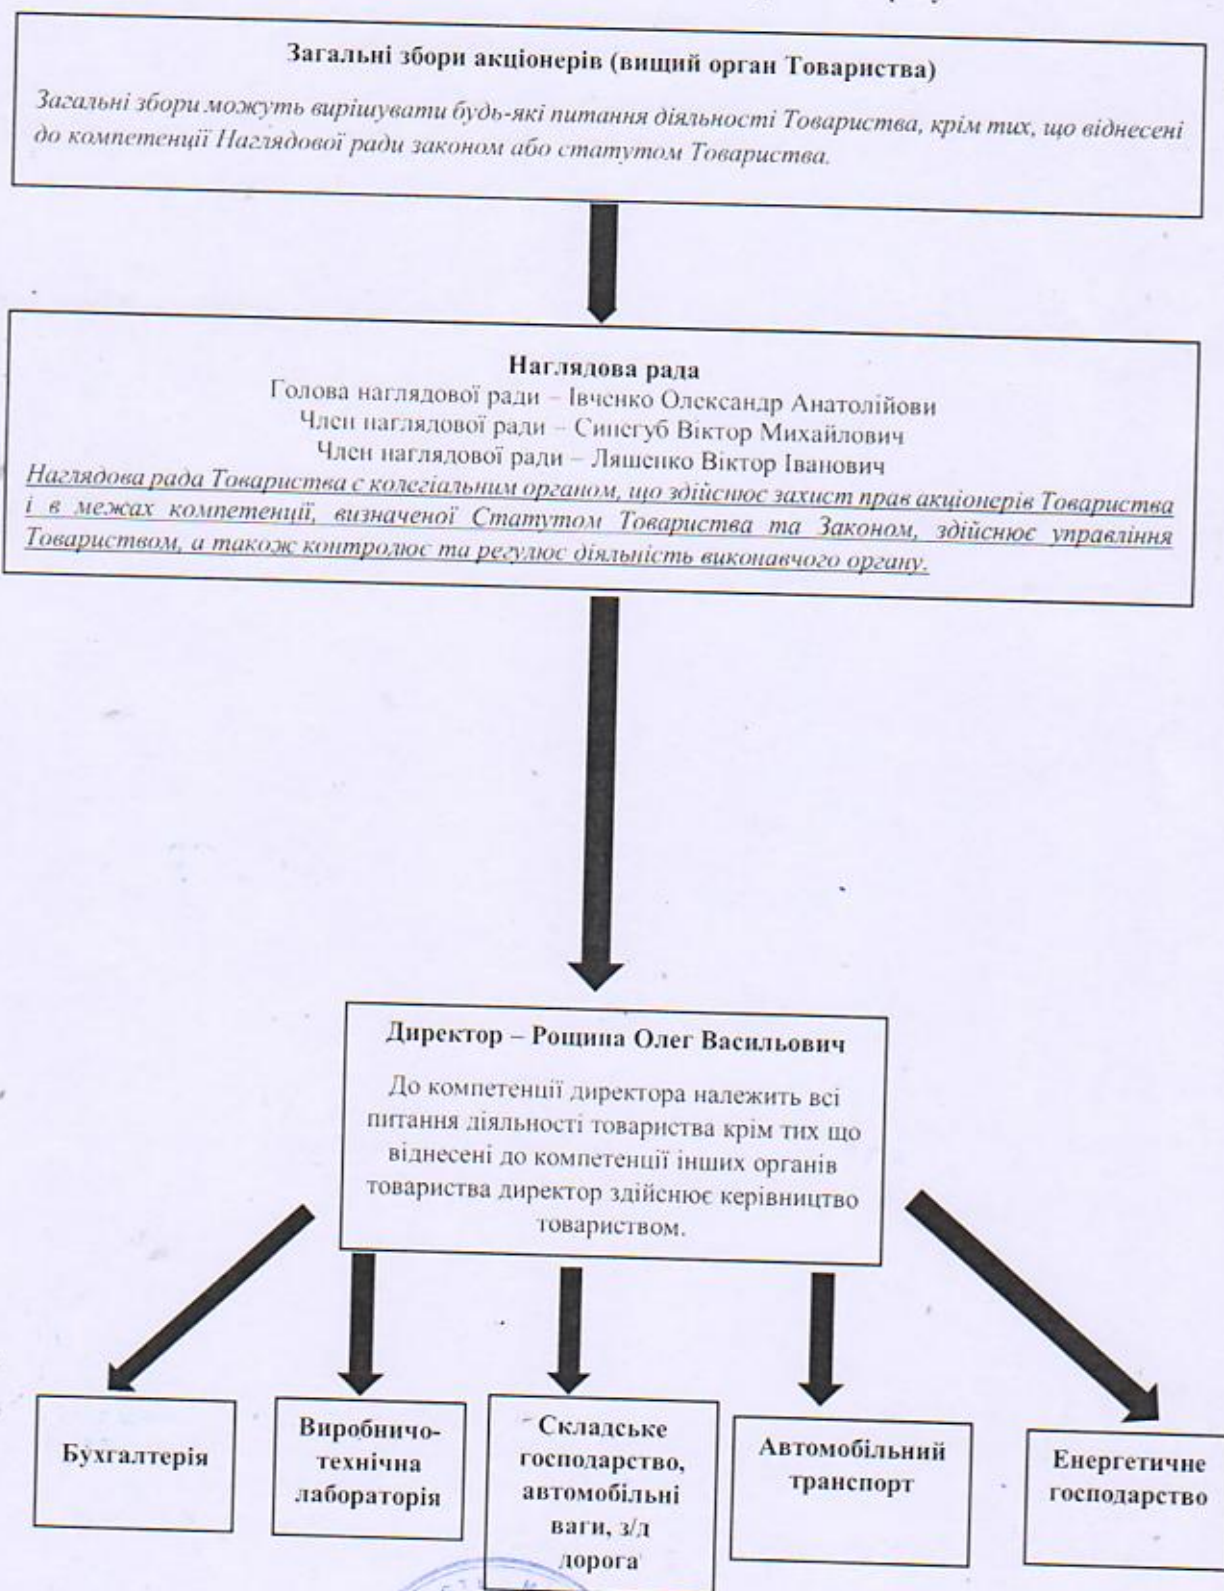 Загальні збори акціонерів (вищий орган Товариства)
Загальні збори можуть вирішувати будь-які питання діяльності Товариства, крім тих, що віднесені
до компетенції Наглядової ради законом або статутом Товариства.
Наглядова рада
Голова наглядової ради – Івченко Олександр Анатолійови
Член наглядової ради – Синєгуб Віктор Михайлович
Член наглядової ради – Ляшенко Віктор Іванович
Наглядова рада Товариства є колегіальним органом, що здійснює захист прав акціонерів Товариства
і в межах компетенції, визначеної Статутом Товариства та Законом, здійснює управління
Товариством, а також контролює та регулює діяльність виконавчого органу.
Директор – Рощина Олег Васильович
До компетенції директора належить всі
питання діяльності товариства крім тих що
віднесені до компетенції інших органів
товариства директор здійснює керівництво
товариством.
Бухгалтерія
Виробничо-
технічна
лабораторія
Складське
господарство,
автомобільні
ваги, з/д
дорога
Автомобільний
транспорт
Енергетичне
господарство